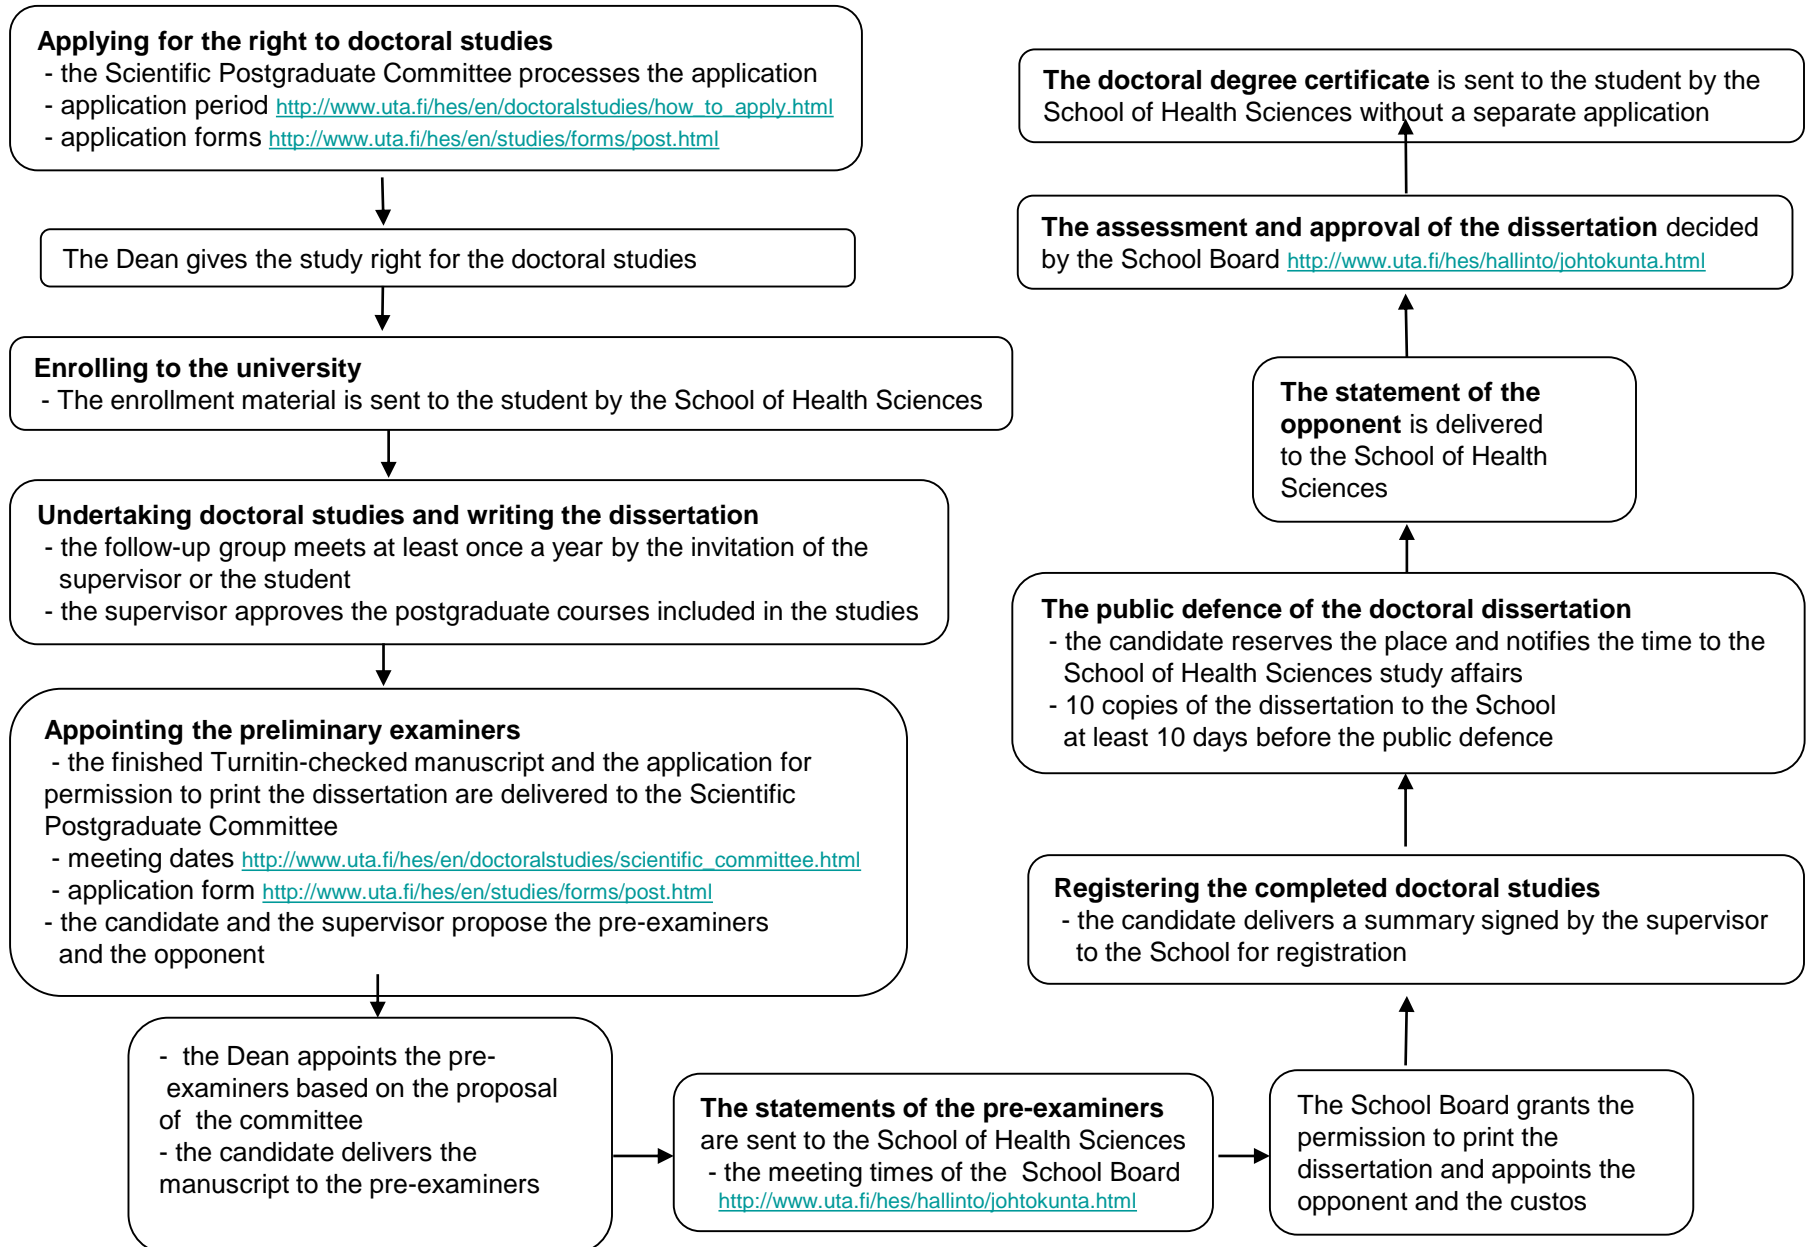 Applying for the right to doctoral studies
- the Scientific Postgraduate Committee processes the application
- application period http://www.uta.fi/hes/en/doctoralstudies/how_to_apply.html
- application forms http://www.uta.fi/hes/en/studies/forms/post.html
The Dean gives the study right for the doctoral studies
Enrolling to the university
- The enrollment material is sent to the student by the School of Health Sciences
Undertaking doctoral studies and writing the dissertation
- the follow-up group meets at least once a year by the invitation of the
supervisor or the student
- the supervisor approves the postgraduate courses included in the studies
Appointing the preliminary examiners
- the finished Turnitin-checked manuscript and the application for
permission to print the dissertation are delivered to the Scientific
Postgraduate Committee
- meeting dates http://www.uta.fi/hes/en/doctoralstudies/scientific_committee.html
- application form http://www.uta.fi/hes/en/studies/forms/post.html
- the candidate and the supervisor propose the pre-examiners
and the opponent
- the Dean appoints the pre-
examiners based on the proposal
of the committee
- the candidate delivers the
manuscript to the pre-examiners
The statements of the pre-examiners
are sent to the School of Health Sciences
- the meeting times of the School Board
http://www.uta.fi/hes/hallinto/johtokunta.html
The School Board grants the
permission to print the
dissertation and appoints the
opponent and the custos
Registering the completed doctoral studies
- the candidate delivers a summary signed by the supervisor
to the School for registration
The public defence of the doctoral dissertation
- the candidate reserves the place and notifies the time to the
School of Health Sciences study affairs
- 10 copies of the dissertation to the School
at least 10 days before the public defence
The statement of the
opponent is delivered
to the School of Health
Sciences
The assessment and approval of the dissertation decided
by the School Board http://www.uta.fi/hes/hallinto/johtokunta.html
The doctoral degree certificate is sent to the student by the
School of Health Sciences without a separate application